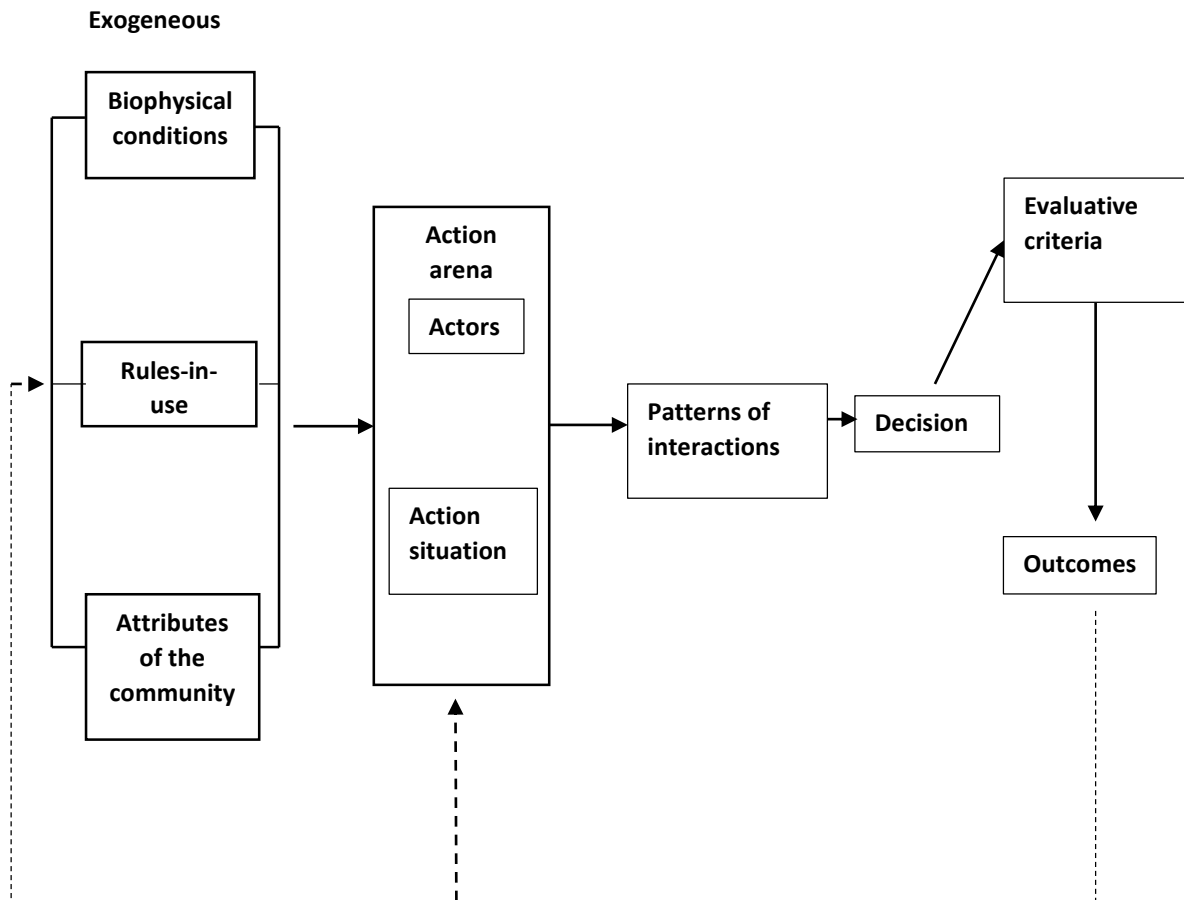 Exogeneous
Biophysical
conditions
Rules-in-
use
Attributes
of the
community
Action
arena
Actors
Action
situation
Patterns of
interactions
Decision
Evaluative
criteria
Outcomes